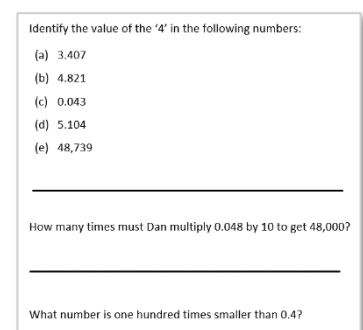 Identify the value of the ‘4’ in the following numbers:
(a) 3.407
(b) 4.821
(c) 0.043
(d) 5.104
(e) 48,739
How many times must Dan multiply 0.048 by 10 to get 48,000?
What number is one hundred times smaller than 0.4?